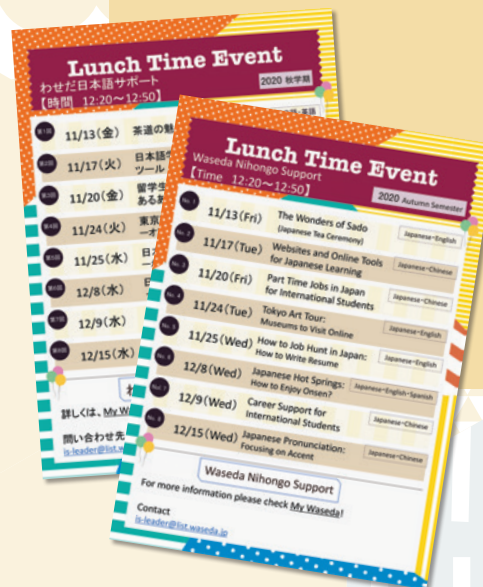 Lunch Time Event
わせだ日本語サポート
【時間 12:20～12:50】
2020 秋学期
第1回 11/13(金) 茶道の魅
第2回 11/17(火) 日本語学
ツール
第3回 11/20(金) 留学生
あるあ
第4回 11/24(火) 東京
第5回 11/25(水)
第6回 12/8(水)
第7回 12/9(水)
第8回 12/15(水)
詳しくは、My W
問い合わせ先
is-leader@list.w
Lunch Time Event
Waseda Nihongo Support
【Time 12:20～12:50】
2020 Autumn Semester
No. 1 11/13(Fri) The Wonders of Sado
(Japanese Tea Ceremony)
Japanese・English
No. 2 11/17(Tue) Websites and Online Tools
for Japanese Learning
Japanese・Chinese
No. 3 11/20(Fri) Part Time Jobs in Japan
for International Students
Japanese・Chinese
No. 4 11/24(Tue) Tokyo Art Tour:
Museums to Visit Online
Japanese・English
No. 5 11/25(Wed) How to Job Hunt in Japan:
How to Write Resume
Japanese・Chinese
No. 6 12/8(Wed) Japanese Hot Springs:
How to Enjoy Onsen?
Japanese・English・Spanish
No. 7 12/9(Wed) Career Support for
International Students
Japanese・Chinese
No. 8 12/15(Wed) Japanese Pronunciation:
Focusing on Accent
Japanese・Chinese
Waseda Nihongo Support
For more information please check My Waseda!
Contact
is-leader@list.waseda.jp